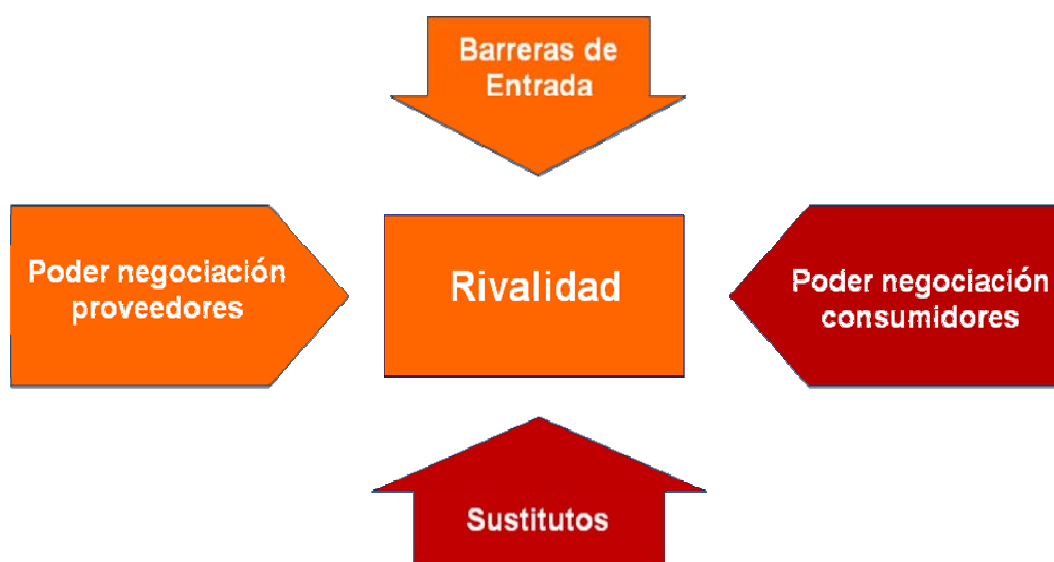 Barreras de
Entrada
Poder negociación
proveedores
Rivalidad
Poder negociación
consumidores
Sustitutos